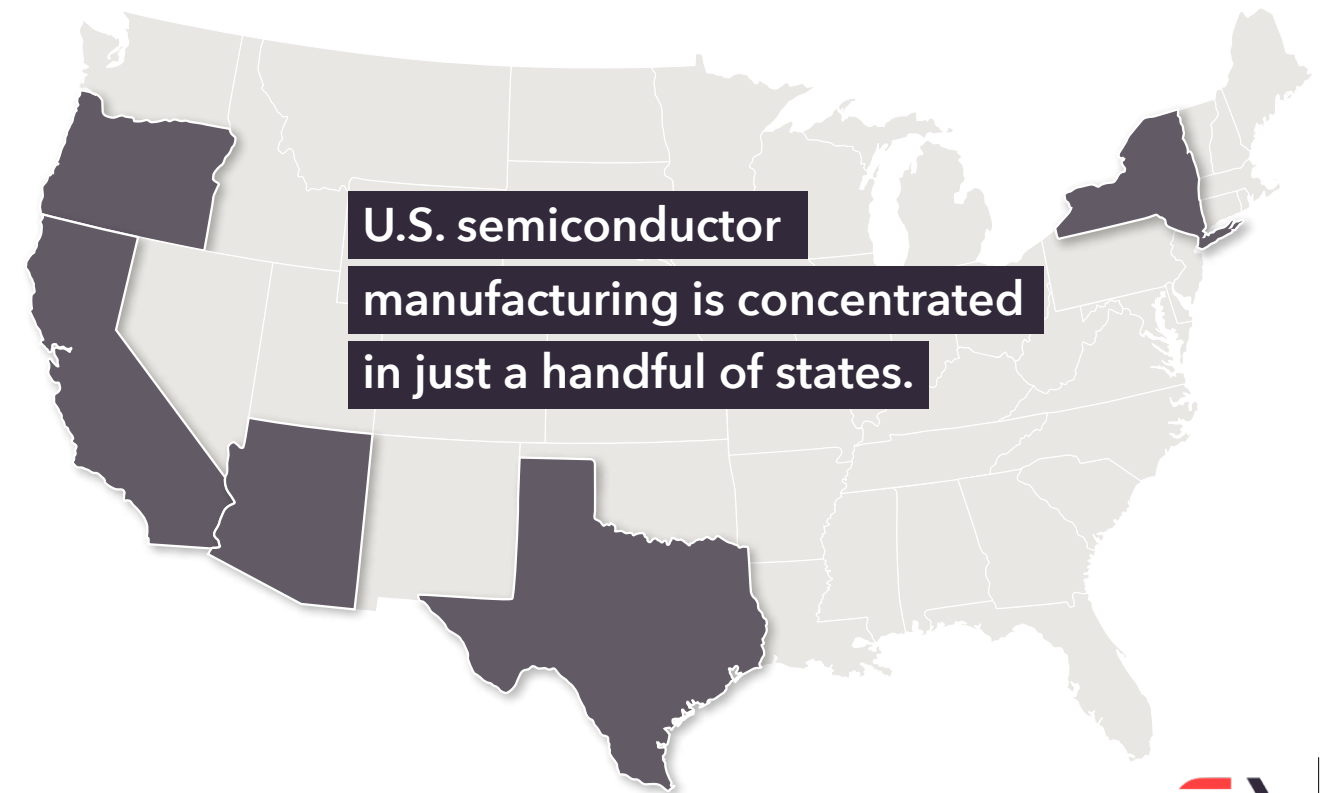 U.S. semiconductor
manufacturing is concentrated
in just a handful of states.